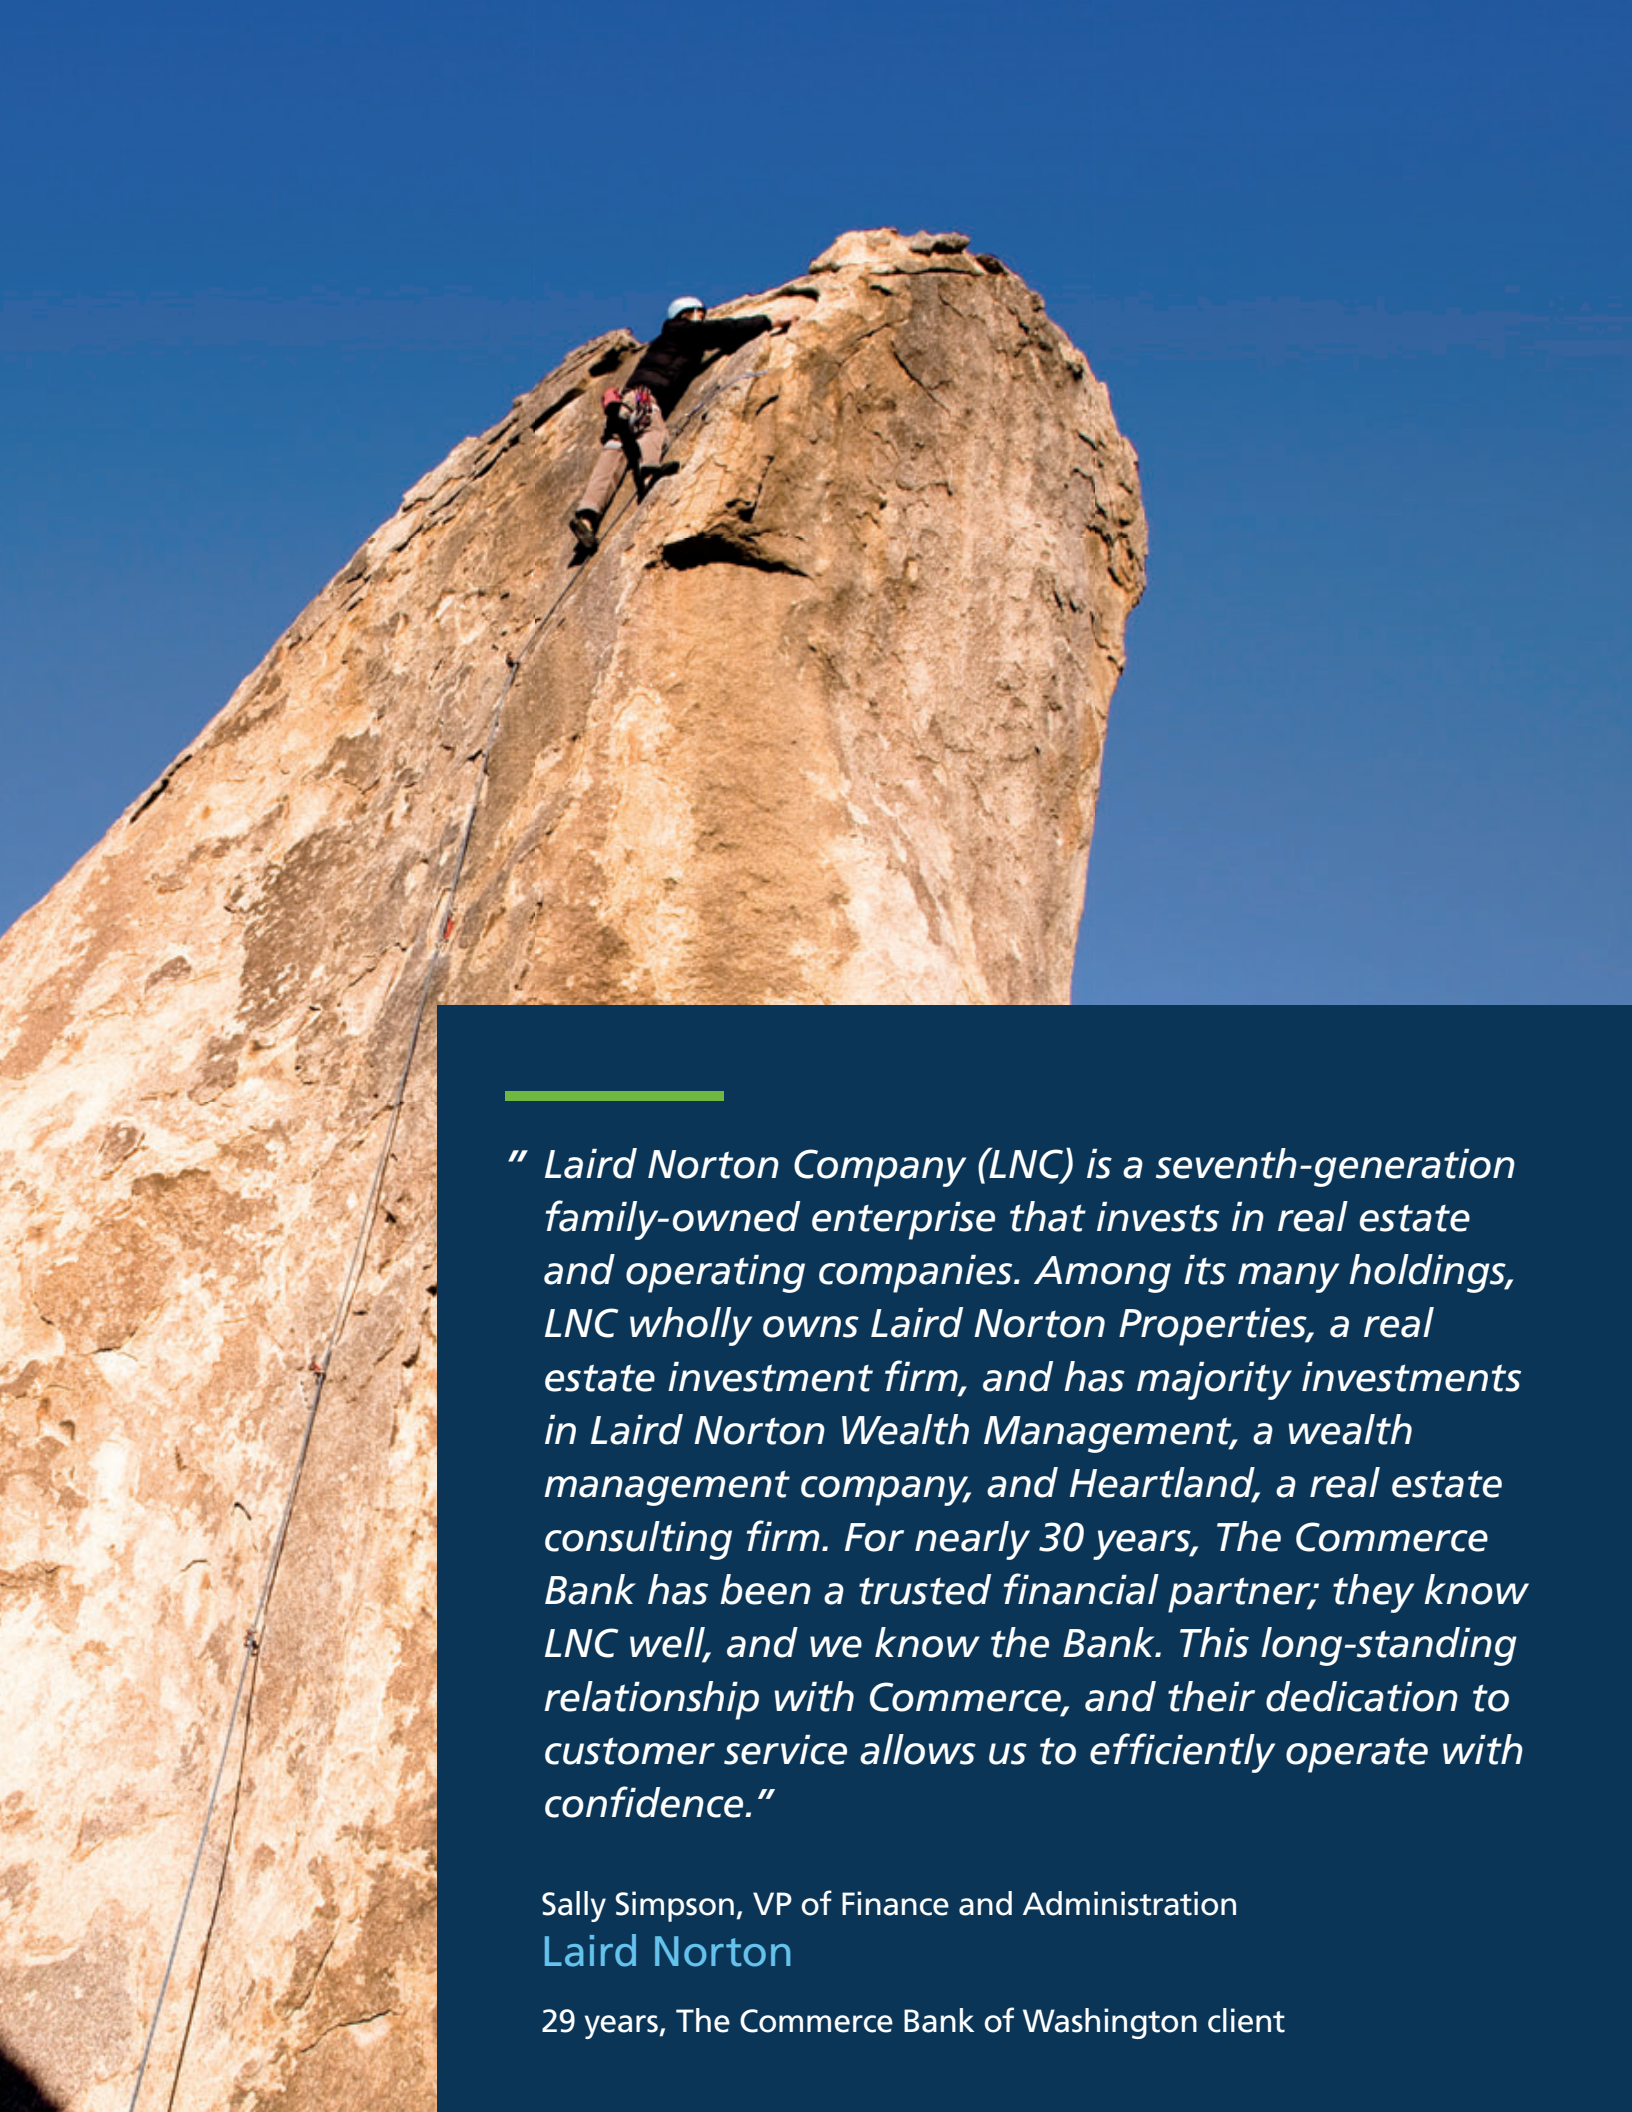 " Laird Norton Company (LNC) is a seventh-generation
family-owned enterprise that invests in real estate
and operating companies. Among its many holdings,
LNC wholly owns Laird Norton Properties, a real
estate investment firm, and has majority investments
in Laird Norton Wealth Management, a wealth
management company, and Heartland, a real estate
consulting firm. For nearly 30 years, The Commerce
Bank has been a trusted financial partner; they know
LNC well, and we know the Bank. This long-standing
relationship with Commerce, and their dedication to
customer service allows us to efficiently operate with
confidence."
Sally Simpson, VP of Finance and Administration
Laird Norton
29 years, The Commerce Bank of Washington client